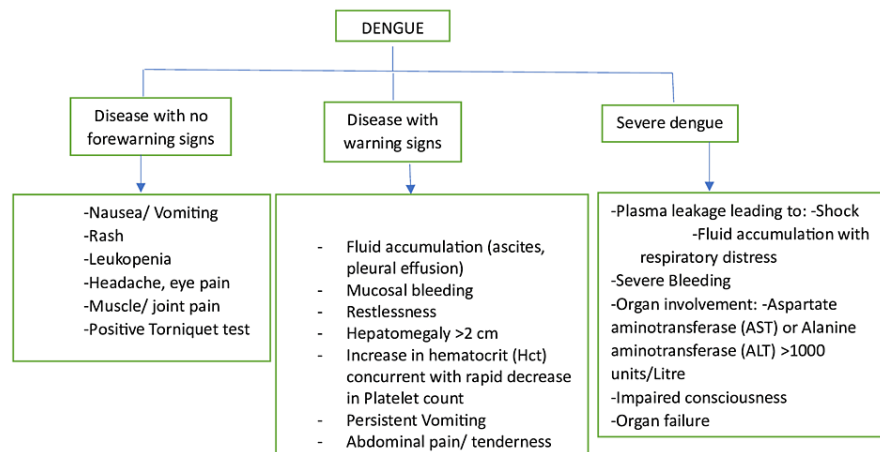 DENGUE
Disease with no
forewarning signs
-Nausea/ Vomiting
-Rash
-Leukopenia
-Headache, eye pain
-Muscle/ joint pain
-Positive Torniquet test
Disease with
warning signs
- Fluid accumulation (ascites,
pleural effusion)
- Mucosal bleeding
- Restlessness
- Hepatomegaly >2 cm
- Increase in hematocrit (Hct)
concurrent with rapid decrease
in Platelet count
- Persistent Vomiting
- Abdominal pain/ tenderness
Severe dengue
-Plasma leakage leading to: -Shock
-Fluid accumulation with
respiratory distress
-Severe Bleeding
-Organ involvement: -Aspartate
aminotransferase (AST) or Alanine
aminotransferase (ALT) >1000
units/Litre
-Impaired consciousness
-Organ failure